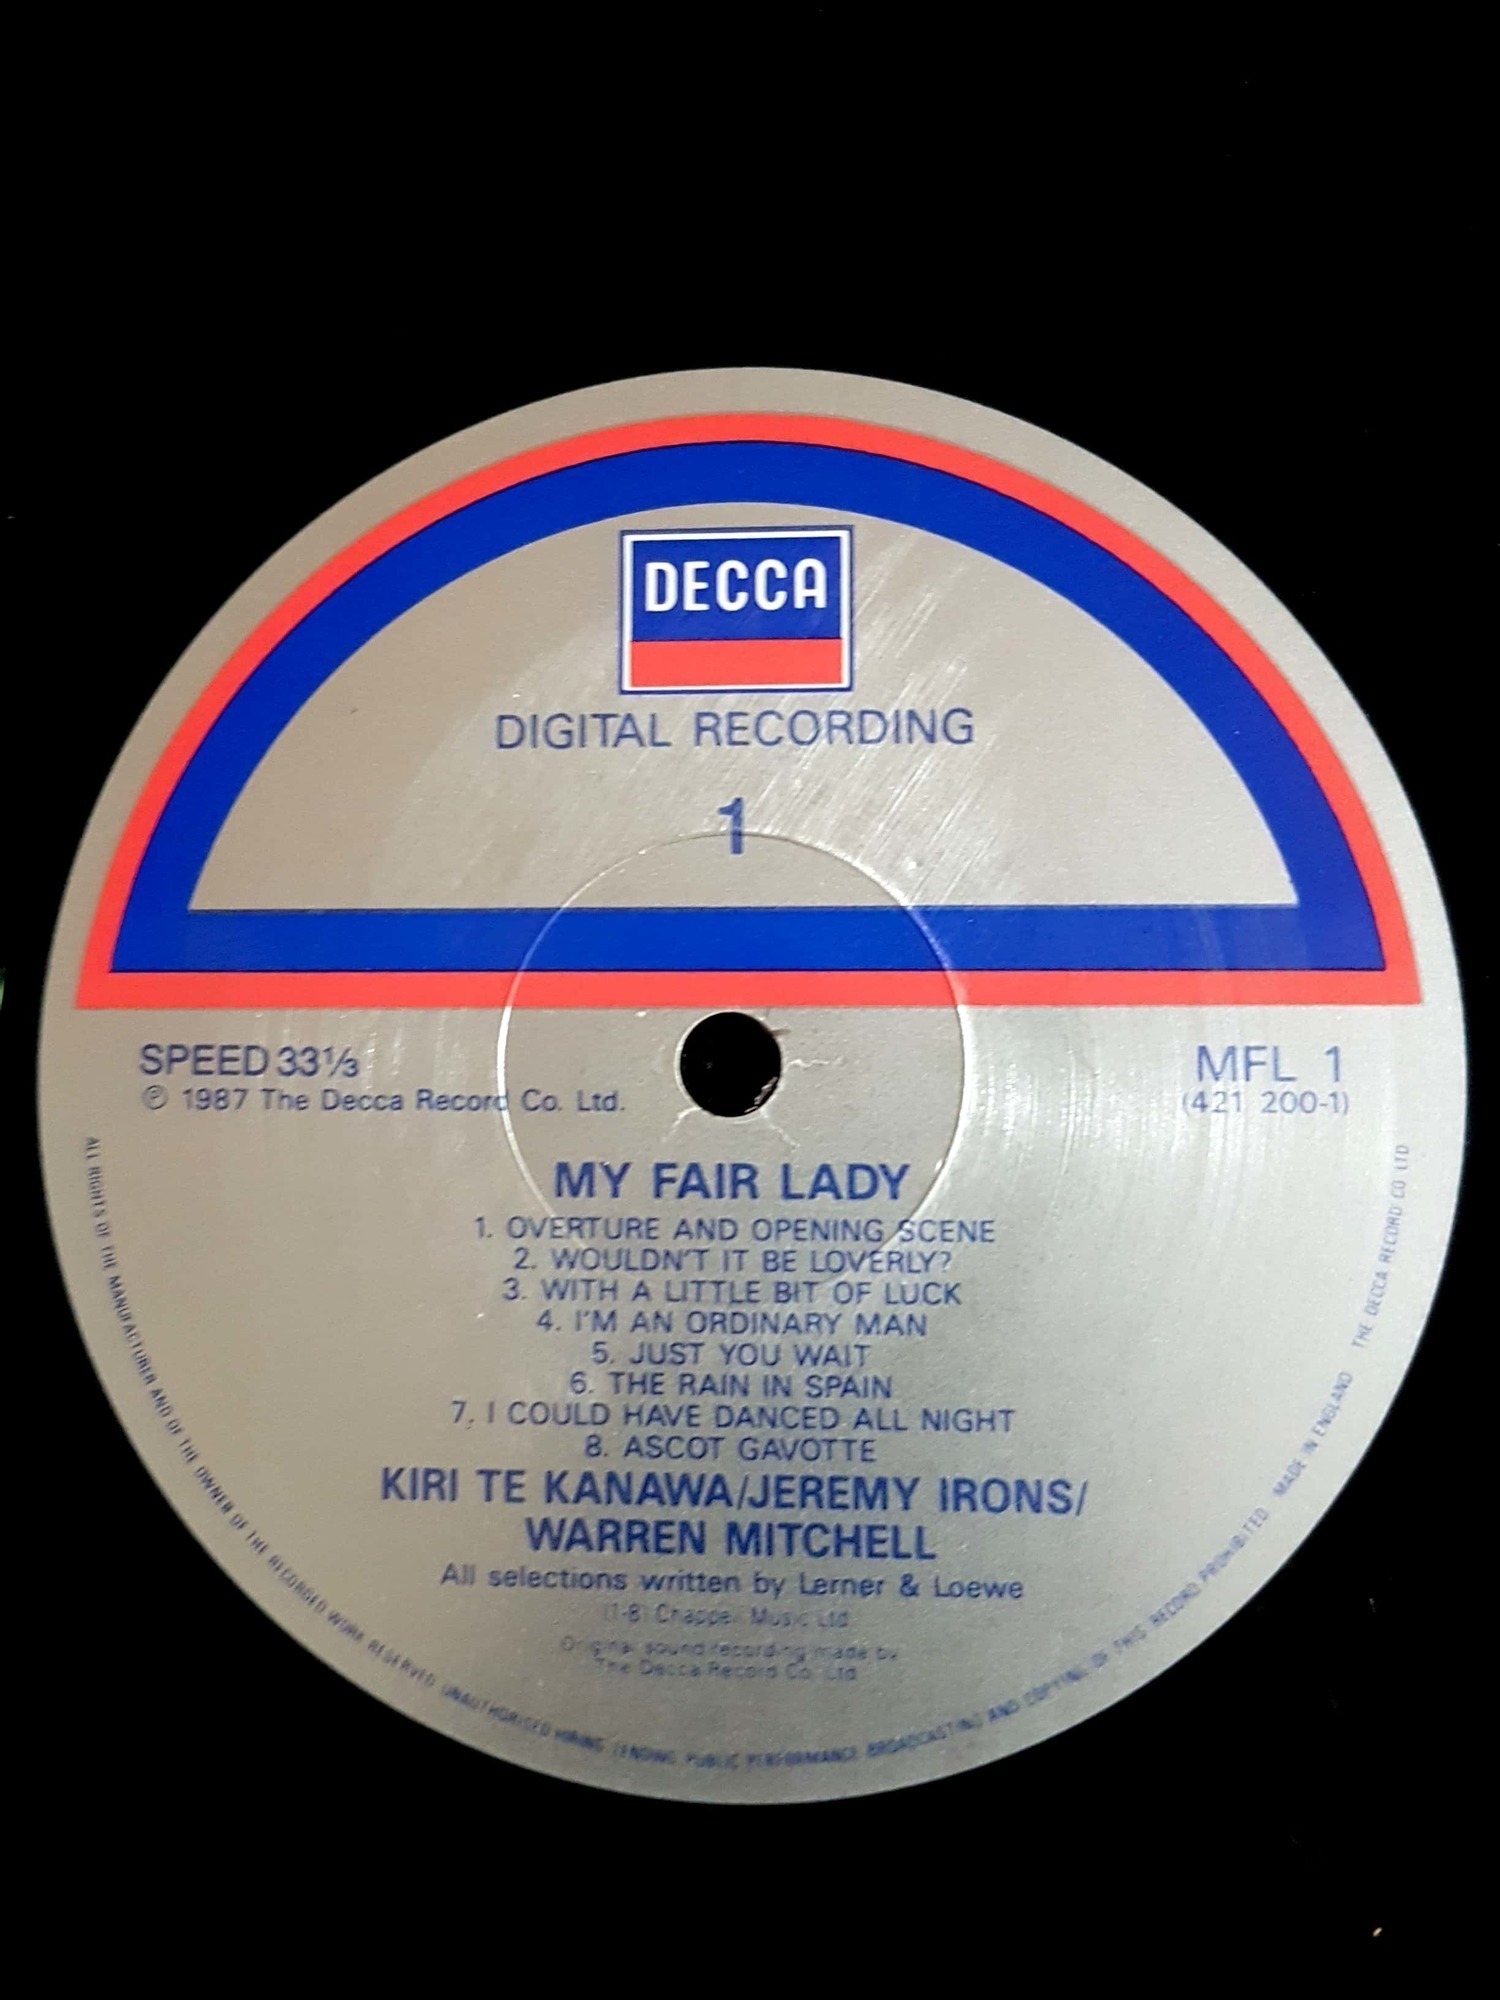 DECCA
DIGITAL RECORDING
1
SPEED 33⅓
℗ 1987 The Decca Record Co. Ltd.
MFL 1
(421 200-1)
MY FAIR LADY
1. OVERTURE AND OPENING SCENE
2. WOULDN'T IT BE LOVERLY?
3. WITH A LITTLE BIT OF LUCK
4. I'M AN ORDINARY MAN
5. JUST YOU WAIT
6. THE RAIN IN SPAIN
7. I COULD HAVE DANCED ALL NIGHT
8. ASCOT GAVOTTE
KIRI TE KANAWA/JEREMY IRONS/
WARREN MITCHELL
All selections written by Lerner & Loewe
(1-8) Chappell Music Ltd
Original sound recording made by
The Decca Record Co. Ltd
ALL RIGHTS OF THE MANUFACTURER AND OF THE OWNER OF THE RECORDED WORK RESERVED UNAUTHORISED HIRING LENDING PUBLIC PERFORMANCE BROADCASTING AND COPYING OF THIS RECORD PROHIBITED MADE IN ENGLAND THE DECCA RECORD CO LTD